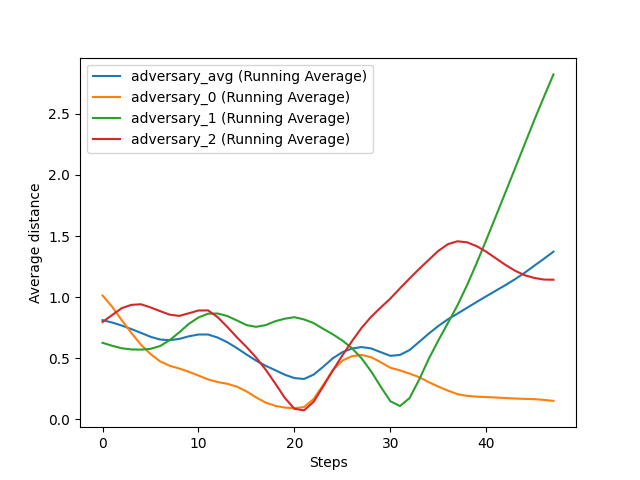 adversary_avg (Running Average)
adversary_0 (Running Average)
adversary_1 (Running Average)
adversary_2 (Running Average)
Average distance
2.5
2.0
1.5
1.0
0.5
0.0
0 10 20 30 40
Steps